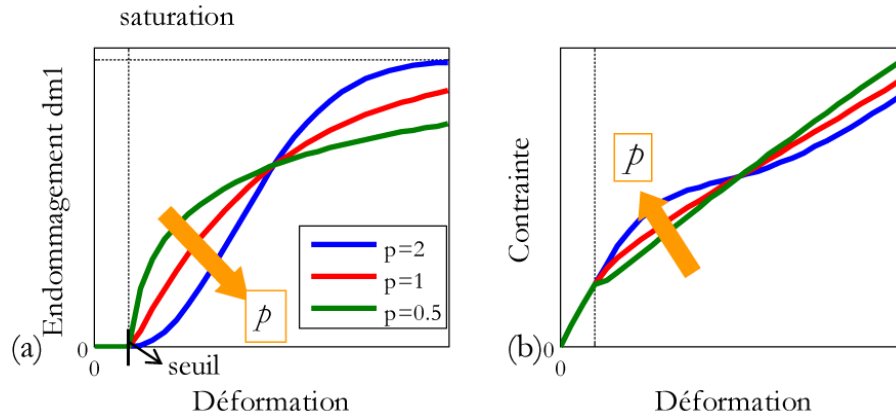 saturation
Endommagement dm1
p
p=2
p=1
p=0.5
(a)
0
0
seuil
Déformation
Contrainte
p
(b)
0
0
Déformation